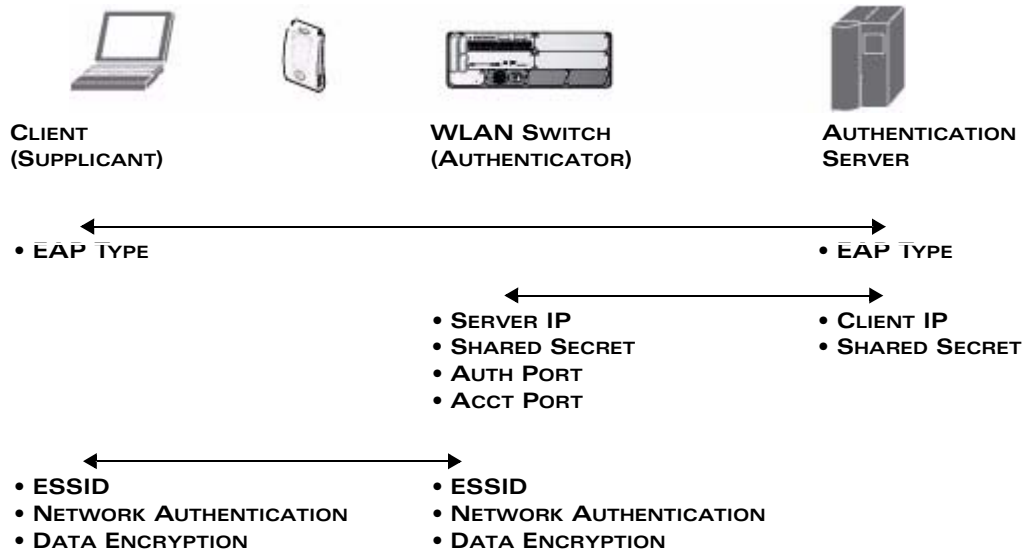 CLIENT
(SUPPLICANT)
WLAN SWITCH
(AUTHENTICATOR)
AUTHENTICATION
SERVER
• EAP TYPE
• EAP TYPE
• SERVER IP
• SHARED SECRET
• AUTH PORT
• ACCT PORT
• CLIENT IP
• SHARED SECRET
• ESSID
• NETWORK AUTHENTICATION
• DATA ENCRYPTION
• ESSID
• NETWORK AUTHENTICATION
• DATA ENCRYPTION